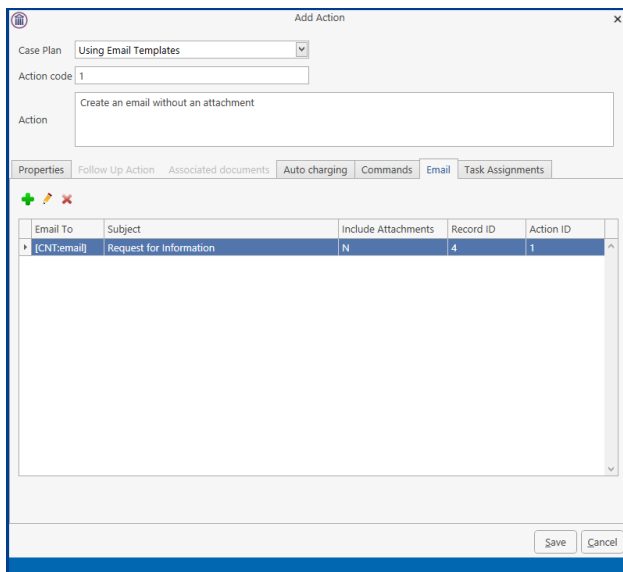 Add Action
Case Plan Using Email Templates
Action code 1
Action Create an email without an attachment
Properties Follow Up Action Associated documents Auto charging Commands Email Task Assignments
Email To Subject Include Attachments Record ID Action ID
[CNT:email] Request for Information N 4 1
Save Cancel